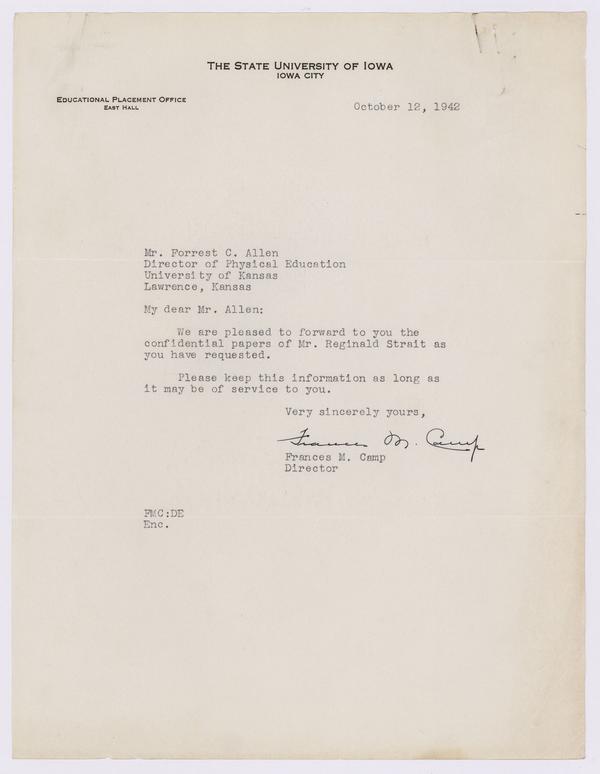 THE STATE UNIVERSITY OF IOWA
IOWA CITY
EDUCATIONAL PLACEMENT OFFICE
EAST HALL
October 12, 1942
Mr. Forrest C. Allen
Director of Physical Education
University of Kansas
Lawrence, Kansas
My dear Mr. Allen:
We are pleased to forward to you the
confidential papers of Mr. Reginald Strait as
you have requested.
Please keep this information as long as
it may be of service to you.
Very sincerely yours,
Frances M. Camp
Frances M. Camp
Director
FMC:DE
Enc.